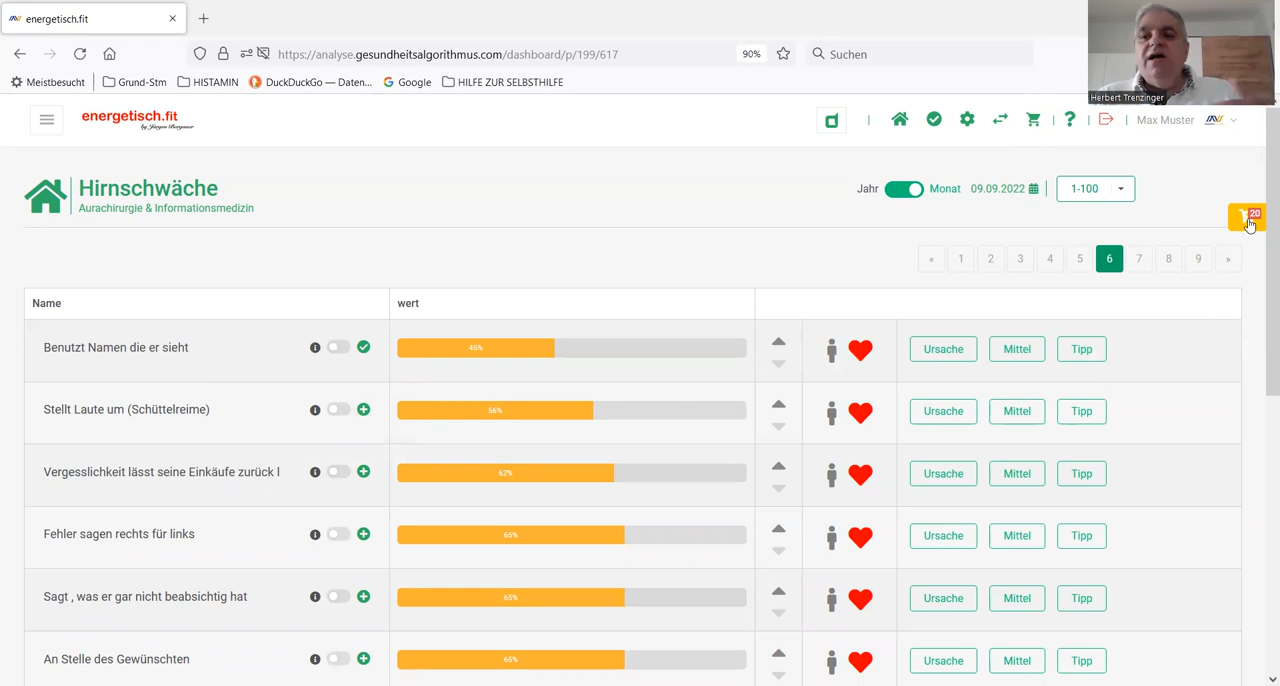 energetisch.fit
https://analyse.gesundheitsalgorithmus.com/dashboard/p/199/617
90%
Suchen
Meistbesucht
Grund-Stm
HISTAMIN
DuckDuckGo — Daten...
Google
HILFE ZUR SELBSTHILFE
Herbert Trenzinger
energetisch.fit
by Jürgen Bergauer
Max Muster
Hirnschwäche
Aurachirurgie & Informationsmedizin
Jahr
Monat
09.09.2022
1-100
20
« 1 2 3 4 5 6 7 8 9 »
Name
wert
Benutzt Namen die er sieht
45%
Ursache
Mittel
Tipp
Stellt Laute um (Schüttelreime)
56%
Ursache
Mittel
Tipp
Vergesslichkeit lässt seine Einkäufe zurück l
62%
Ursache
Mittel
Tipp
Fehler sagen rechts für links
65%
Ursache
Mittel
Tipp
Sagt , was er gar nicht beabsichtig hat
65%
Ursache
Mittel
Tipp
An Stelle des Gewünschten
65%
Ursache
Mittel
Tipp